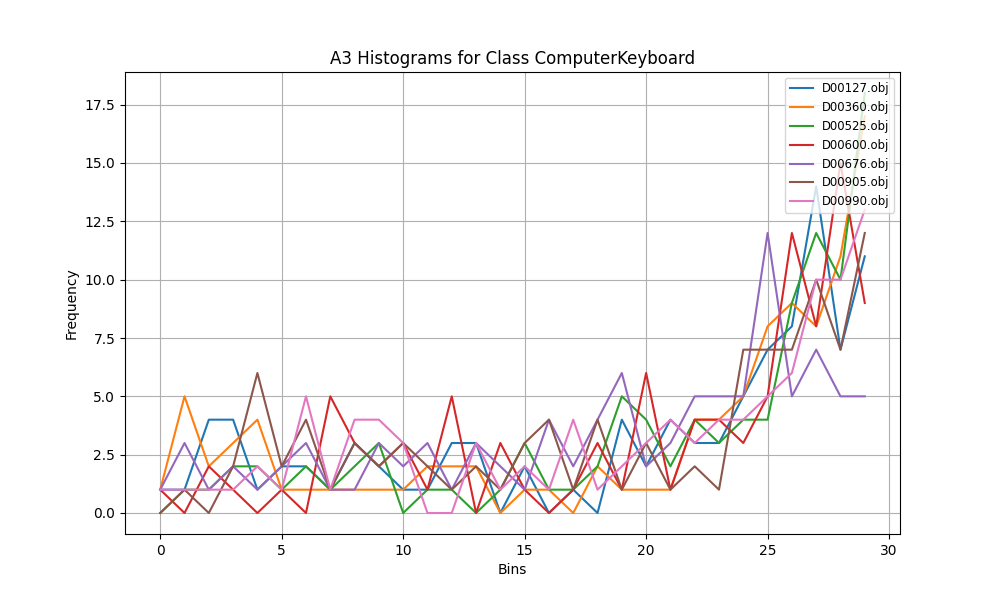 A3 Histograms for Class ComputerKeyboard
D00127.obj
D00360.obj
D00525.obj
D00600.obj
D00676.obj
D00905.obj
D00990.obj
17.5
15.0
12.5
10.0
7.5
5.0
2.5
0.0
Frequency
0 5 10 15 20 25 30
Bins